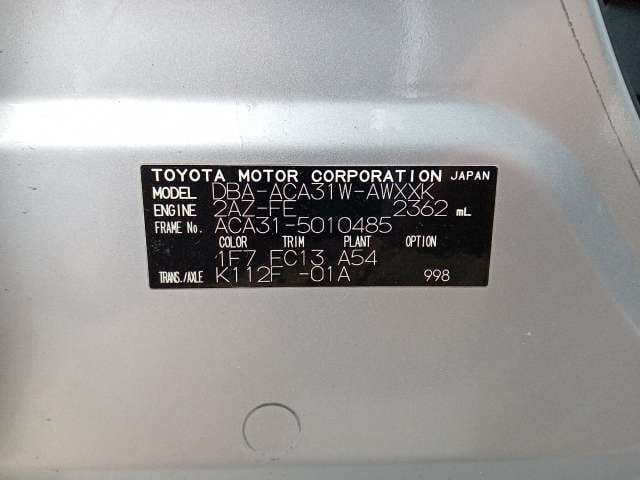 TOYOTA MOTOR CORPORATION JAPAN
MODEL DBA-ACA31W-AWXXK
ENGINE 2AZ-FE 2362 mL
FRAME No. ACA31-5010485
COLOR TRIM PLANT OPTION
1F7 FC13 A54
TRANS./AXLE K112F -01A 998